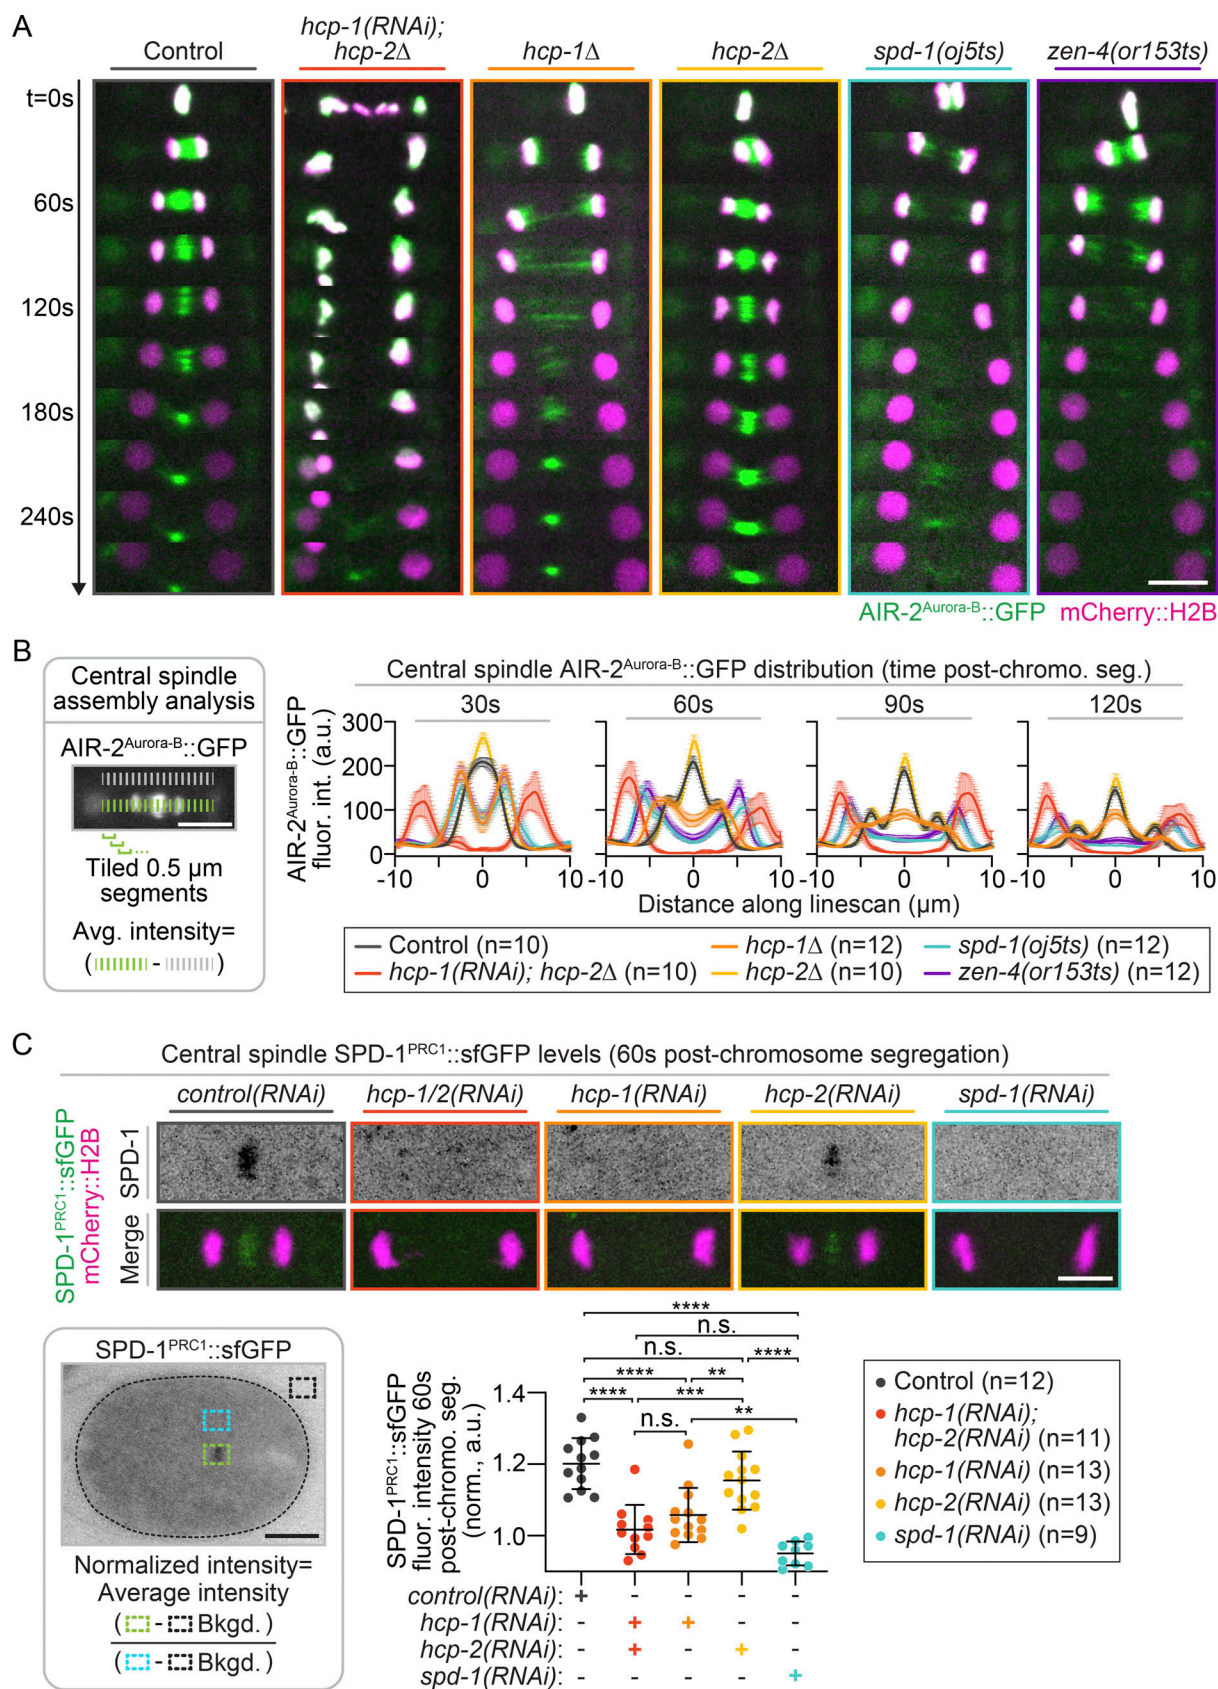 A
Control
hcp-1(RNAi);
hcp-2Δ
hcp-1Δ
hcp-2Δ
spd-1(oj5ts)
zen-4(or153ts)
t=0s
60s
120s
180s
240s
AIR-2Aurora-B::GFP mCherry::H2B
B
Central spindle
assembly analysis
AIR-2Aurora-B::GFP
Tiled 0.5 µm
segments
Avg. intensity=
( - )
Central spindle AIR-2Aurora-B::GFP distribution (time post-chromo. seg.)
30s 60s 90s 120s
AIR-2Aurora-B::GFP
fluor. int. (a.u.)
300
200
100
0
-10 0 10
-10 0 10
-10 0 10
-10 0 10
Distance along linescan (µm)
Control (n=10)
hcp-1Δ (n=12)
spd-1(oj5ts) (n=12)
hcp-1(RNAi); hcp-2Δ (n=10)
hcp-2Δ (n=10)
zen-4(or153ts) (n=12)
C
Central spindle SPD-1PRC1::sfGFP levels (60s post-chromosome segregation)
control(RNAi)
hcp-1/2(RNAi)
hcp-1(RNAi)
hcp-2(RNAi)
spd-1(RNAi)
SPD-1PRC1::sfGFP
mCherry::H2B
SPD-1
Merge
SPD-1PRC1::sfGFP
Normalized intensity=
Average intensity
( - Bkgd. )
( - Bkgd. )
SPD-1PRC1::sfGFP
fluor. intensity 60s
post-chromo. seg.
(norm., a.u.)
1.4
1.2
1.0
****
n.s.
n.s. ****
**** **
**** ***
n.s. **
control(RNAi): + - - - -
hcp-1(RNAi): - + + - -
hcp-2(RNAi): - + - + -
spd-1(RNAi): - - - - +
Control (n=12)
hcp-1(RNAi);
hcp-2(RNAi) (n=11)
hcp-1(RNAi) (n=13)
hcp-2(RNAi) (n=13)
spd-1(RNAi) (n=9)